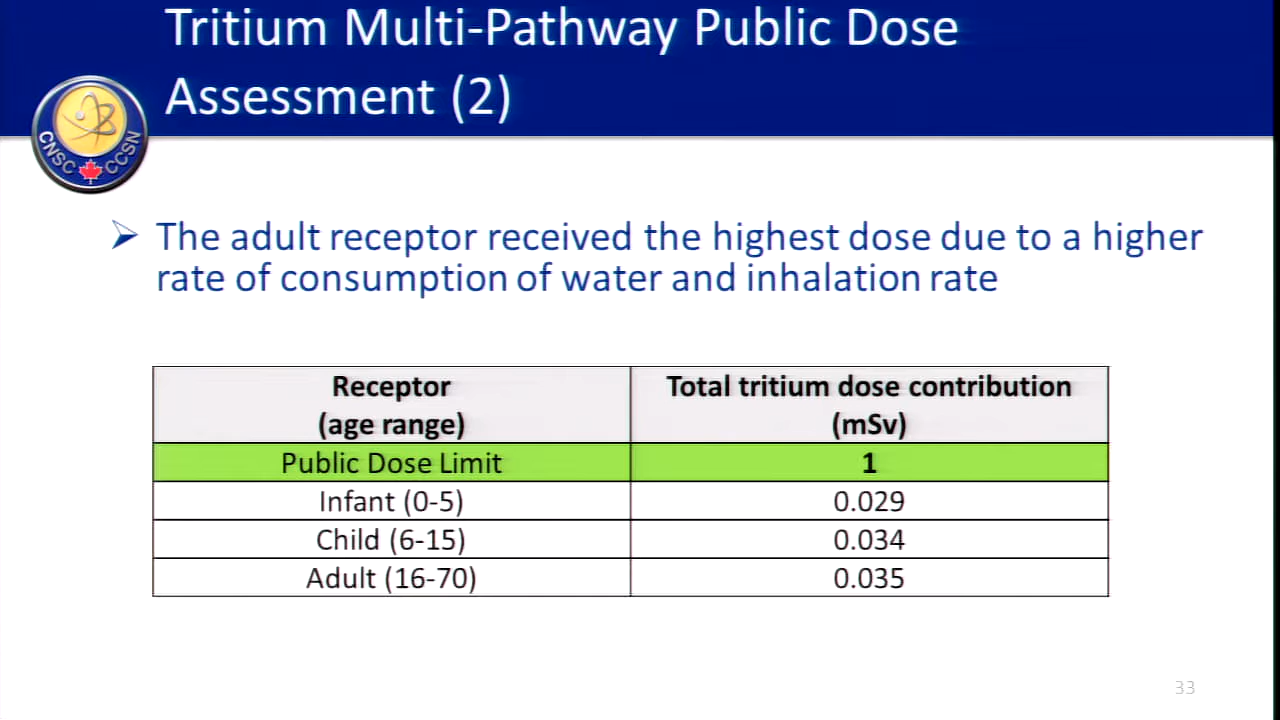 Tritium Multi-Pathway Public Dose
Assessment (2)
CNSC CCSN
The adult receptor received the highest dose due to a higher
rate of consumption of water and inhalation rate
Receptor
(age range)
Total tritium dose contribution
(mSv)
Public Dose Limit 1
Infant (0-5) 0.029
Child (6-15) 0.034
Adult (16-70) 0.035
33